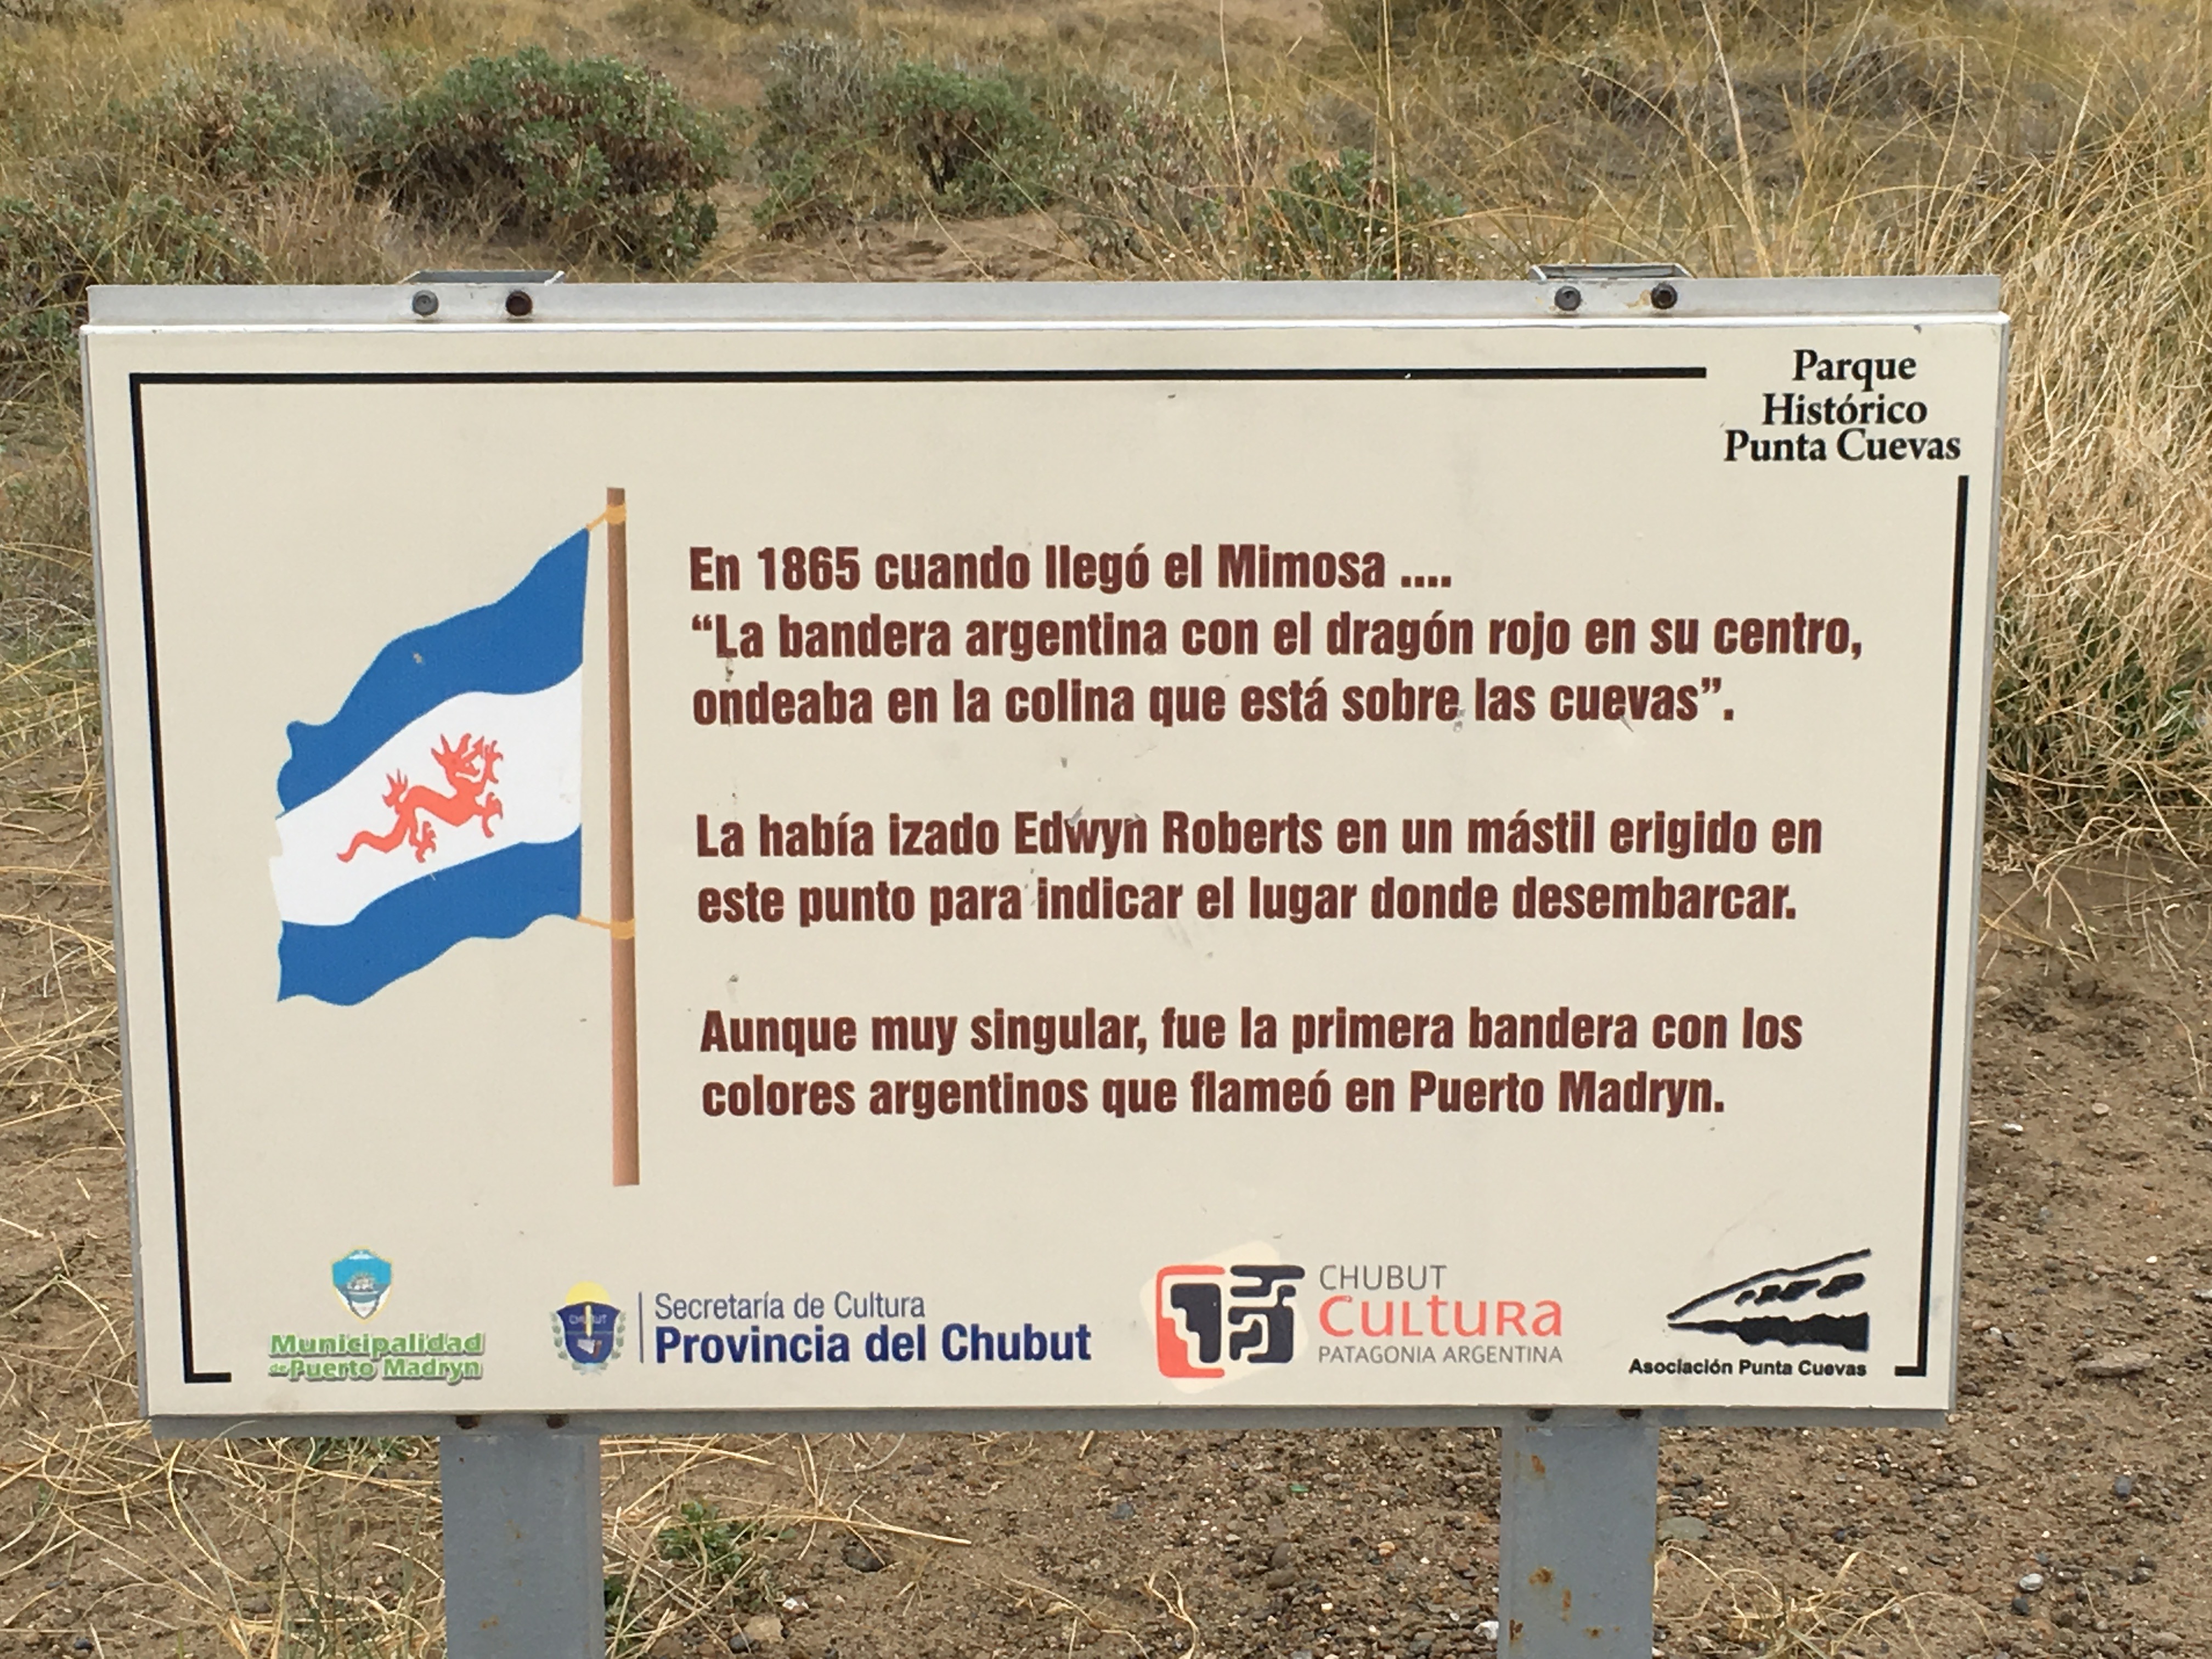 Parque
Histórico
Punta Cuevas
En 1865 cuando llegó el Mimosa ....
“La bandera argentina con el dragón rojo en su centro,
ondeaba en la colina que está sobre las cuevas”.
La había izado Edwyn Roberts en un mástil erigido en
este punto para indicar el lugar donde desembarcar.
Aunque muy singular, fue la primera bandera con los
colores argentinos que flameó en Puerto Madryn.
Municipalidad
de Puerto Madryn
CHUBUT
Secretaría de Cultura
Provincia del Chubut
CHUBUT
Cultura
PATAGONIA ARGENTINA
Asociación Punta Cuevas